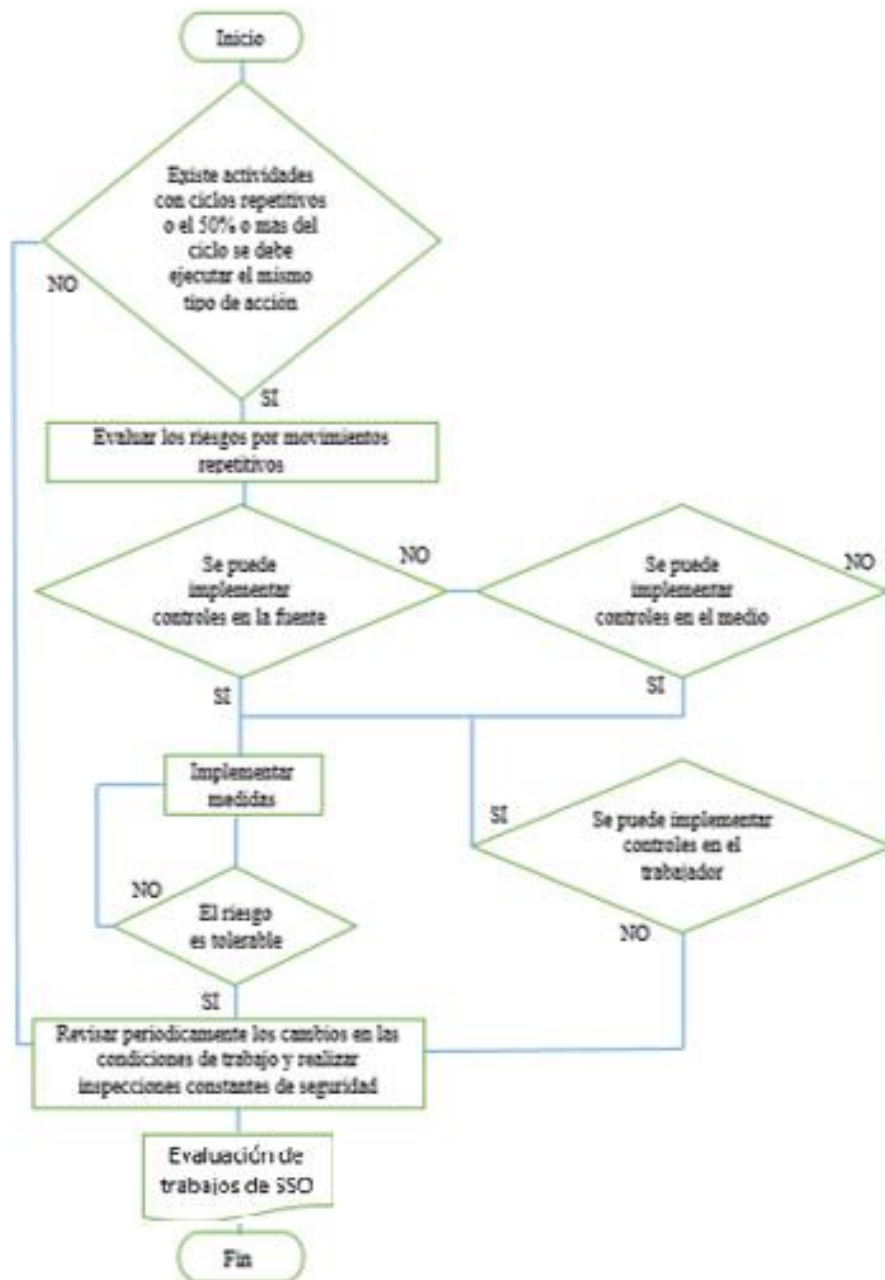 Inicio
Existe actividades
con ciclos repetitivos
o el 50% o mas del
ciclo se debe
ejecutar el mismo
tipo de acción
NO
SI
Evaluar los riesgos por movimientos
repetitivos
Se puede
implementar
controles en la fuente
NO
Se puede
implementar
controles en el medio
NO
SI
SI
Implementar
medidas
SI
Se puede implementar
controles en el
trabajador
NO
El riesgo
es tolerable
NO
SI
Revisar periodicamente los cambios en las
condiciones de trabajo y realizar
inspecciones constantes de seguridad
Evaluación de
trabajos de SSO
Fin